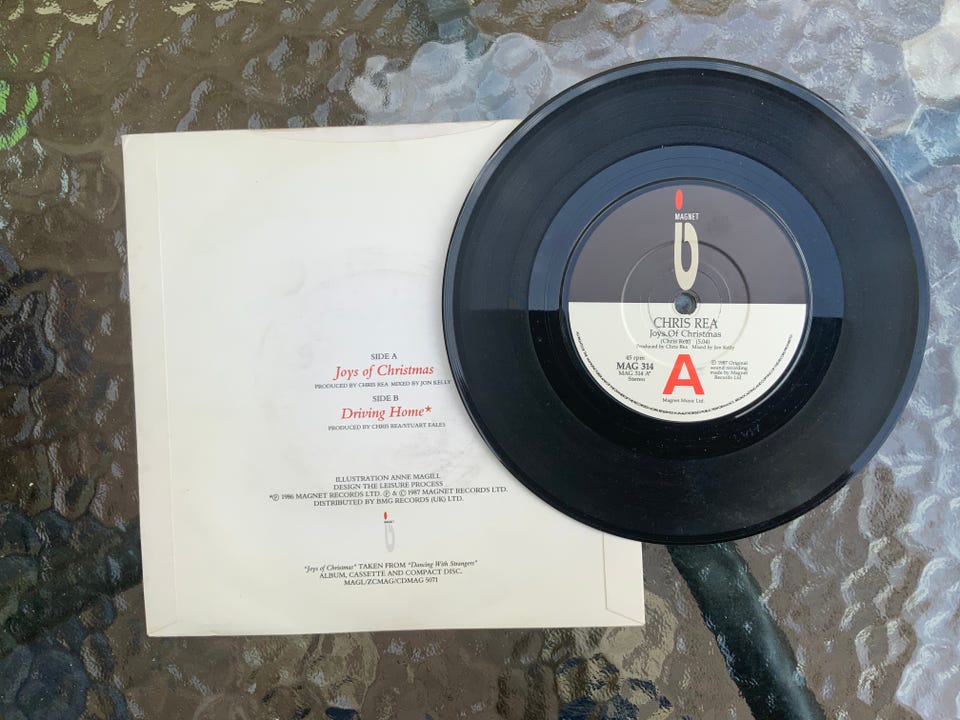 SIDE A
Joys of Christmas
PRODUCED BY CHRIS REA MIXED BY JON KELLY
SIDE B
Driving Home*
PRODUCED BY CHRIS REA/STUART EALES
ILLUSTRATION ANNE MAGILL
DESIGN THE LEISURE PROCESS
*℗ 1986 MAGNET RECORDS LTD. ℗ & © 1987 MAGNET RECORDS LTD.
DISTRIBUTED BY BMG RECORDS (UK) LTD.
MAGNET
"Joys of Christmas" TAKEN FROM "Dancing With Strangers"
ALBUM, CASSETTE AND COMPACT DISC.
MAGL/ZCMAG/CDMAG 5071
MAGNET
CHRIS REA
Joys Of Christmas
(Chris Rea) (5.04)
Produced by Chris Rea Mixed by Jon Kelly
45 rpm
MAG 314
MAG 314 A
Stereo
A
℗ 1987 Original
sound recording
made by Magnet
Records Ltd.
Magnet Music Ltd.